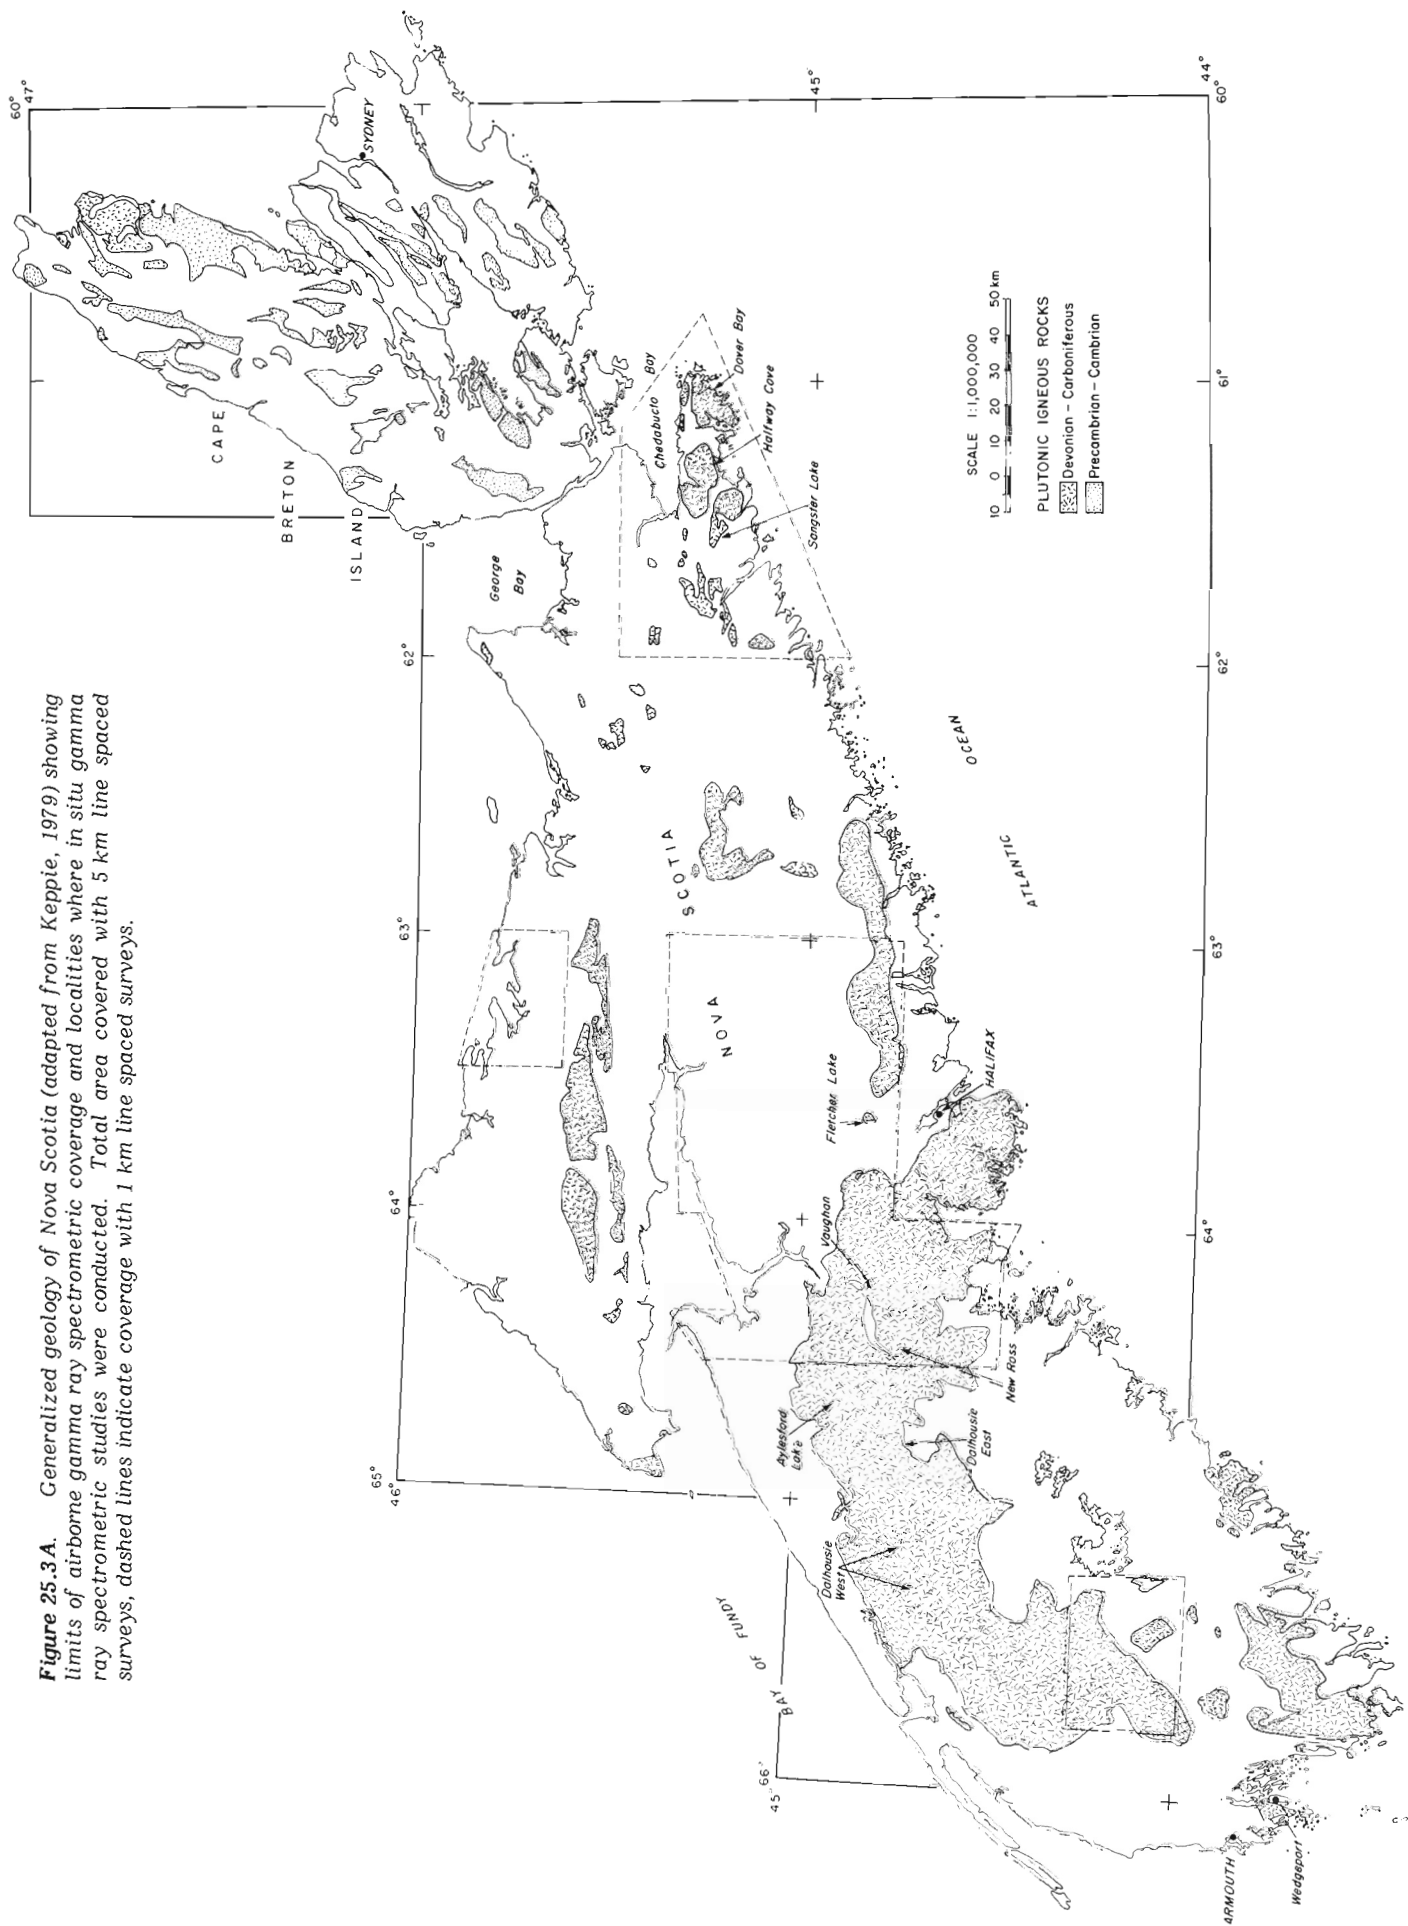 Figure 25.3A. Generalized geology of Nova Scotia (adapted from Keppie, 1979) showing
limits of airborne gamma ray spectrometric coverage and localities where in situ gamma
ray spectrometric studies were conducted. Total area covered with 5 km line spaced
surveys, dashed lines indicate coverage with 1 km line spaced surveys.
60°
47°
SYDNEY
45°
44°
60°
CAPE
BRETON
ISLAND
George
Bay
Chedabucto Bay
Dover Bay
Halfway Cove
Sangster Lake
61°
SCALE 1:1,000,000
10 0 10 20 30 40 50 km
PLUTONIC IGNEOUS ROCKS
Devonian - Carboniferous
Precambrian - Cambrian
62°
62°
OCEAN
ATLANTIC
SCOTIA
NOVA
63°
63°
HALIFAX
Fletcher Lake
64°
64°
Vaughan
New Ross
Aylesford
Lake
Dalhousie
East
65°
46°
Dalhousie
West
BAY
OF
FUNDY
66°
45°
ARMOUTH
Wedgeport